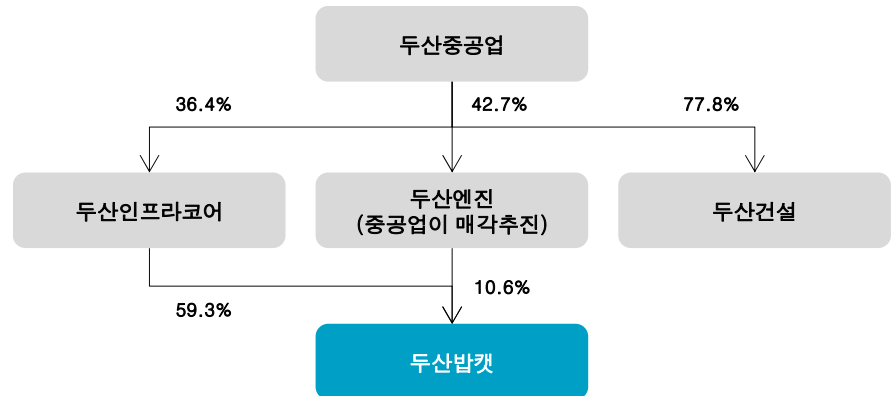 두산중공업
36.4%
42.7%
77.8%
두산인프라코어
두산엔진
(중공업이 매각추진)
두산건설
59.3%
10.6%
두산밥캣